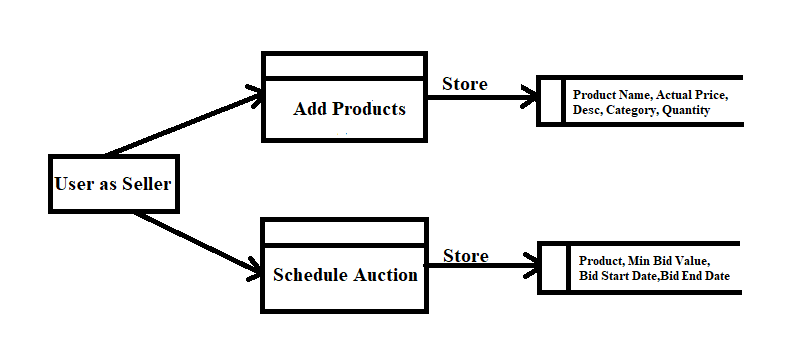 Store
Add Products
Product Name, Actual Price,
Desc, Category, Quantity
User as Seller
Store
Schedule Auction
Product, Min Bid Value,
Bid Start Date,Bid End Date